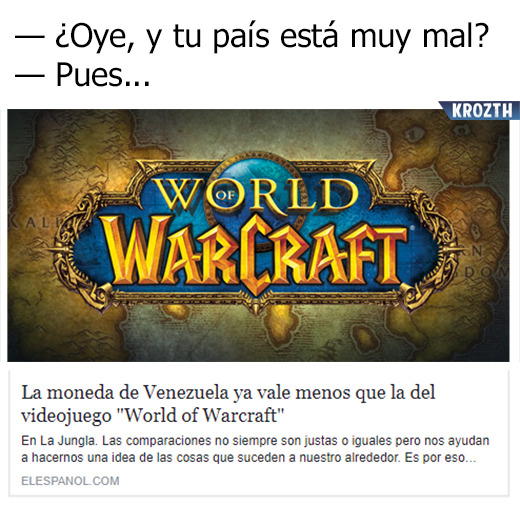 — ¿Oye, y tu país está muy mal?
— Pues...
KROZTH
WORLD
OF
WARCRAFT
La moneda de Venezuela ya vale menos que la del
videojuego "World of Warcraft"
En La Jungla. Las comparaciones no siempre son justas o iguales pero nos ayudan
a hacernos una idea de las cosas que suceden a nuestro alrededor. Es por eso...
ELESPANOL.COM